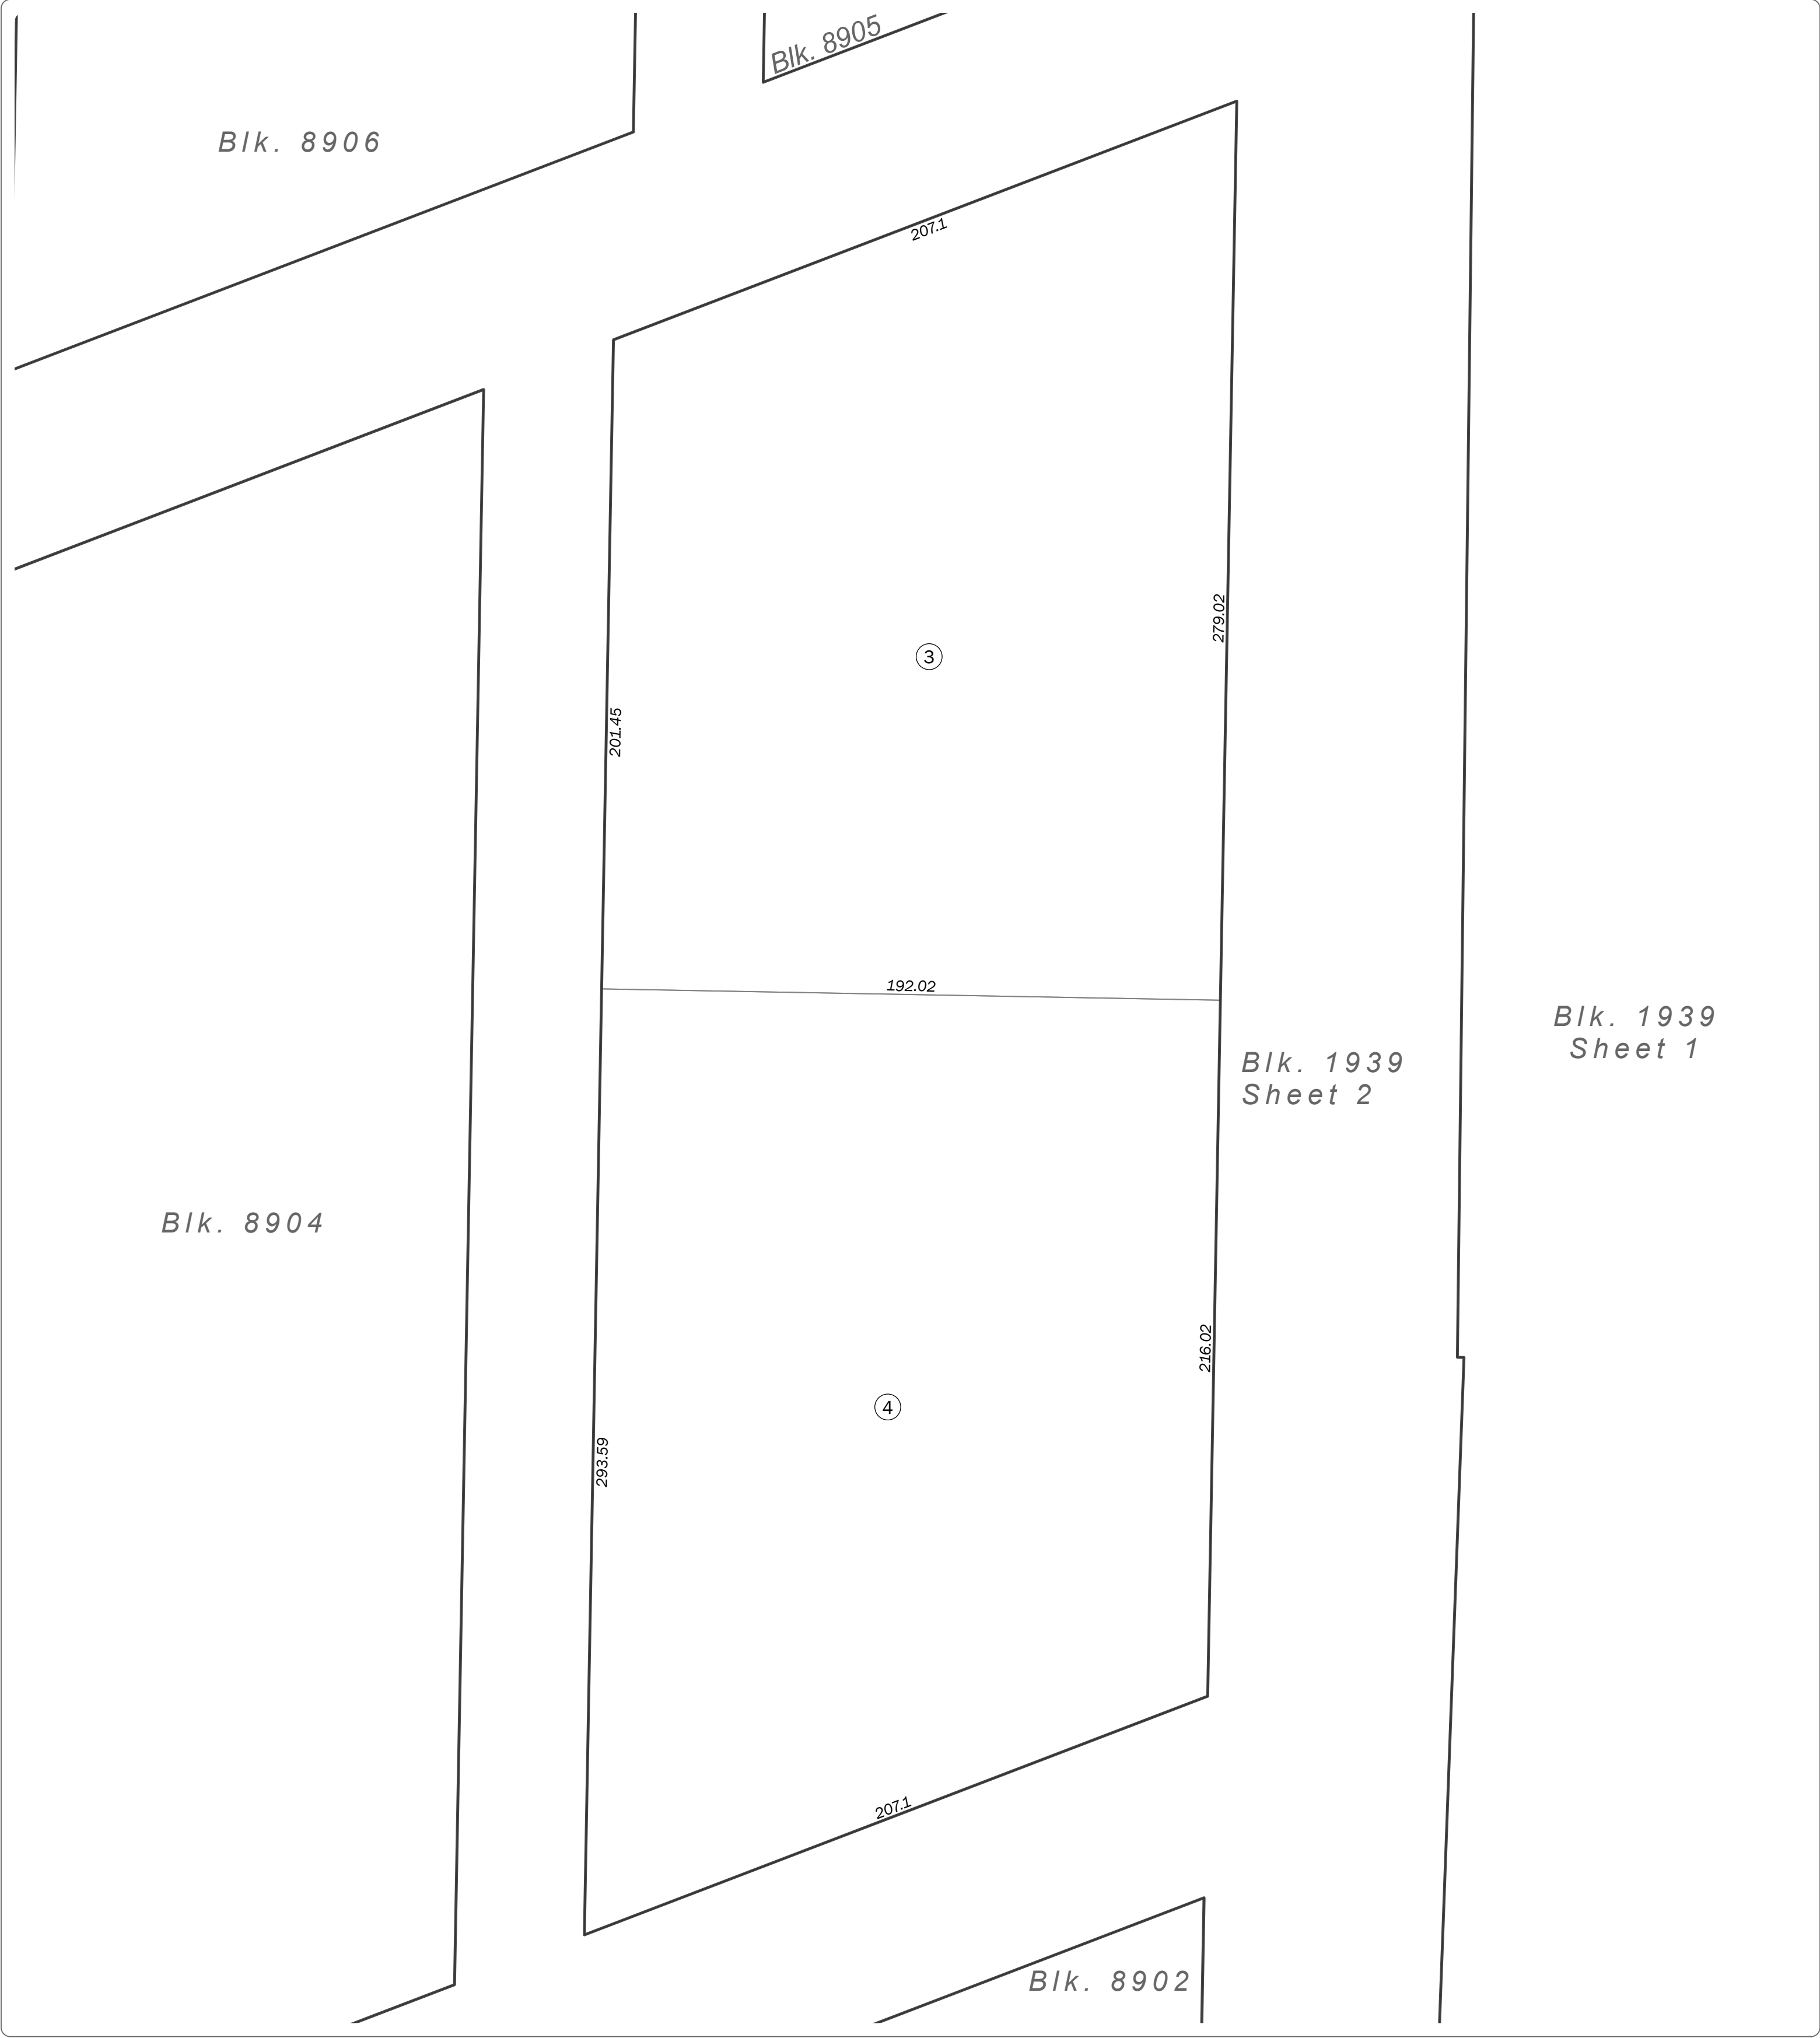 Blk. 8905
Blk. 8906
207.1
279.02
3
201.45
192.02
Blk. 1939
Sheet 1
Blk. 1939
Sheet 2
Blk. 8904
216.02
4
293.59
207.1
Blk. 8902